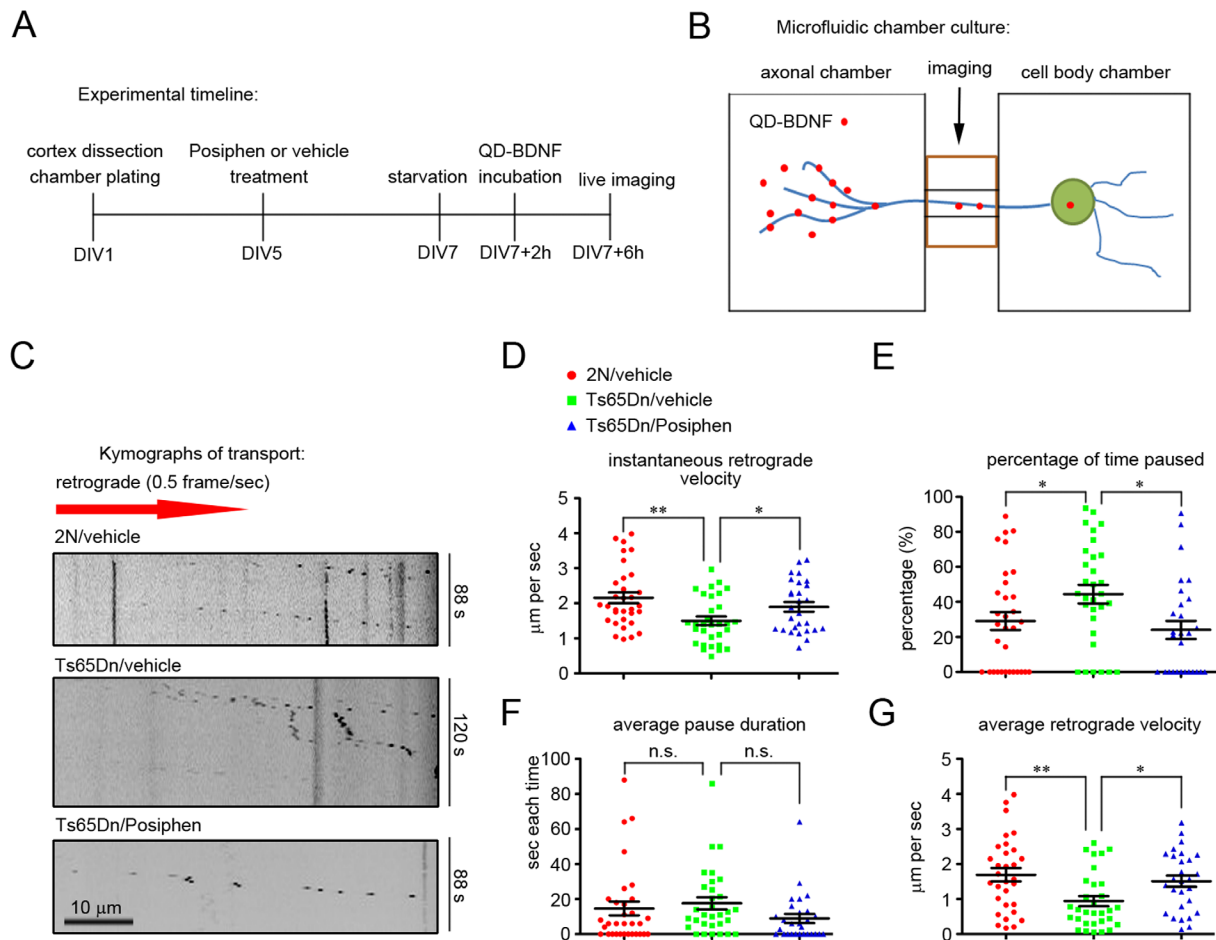 A
Experimental timeline:
cortex dissection
chamber plating
Posiphen or vehicle
treatment
starvation
QD-BDNF
incubation
live imaging
DIV1
DIV5
DIV7
DIV7+2h
DIV7+6h
B
Microfluidic chamber culture:
axonal chamber
imaging
cell body chamber
QD-BDNF
C
Kymographs of transport:
retrograde (0.5 frame/sec)
2N/vehicle
88 s
Ts65Dn/vehicle
120 s
Ts65Dn/Posiphen
88 s
10 μm
D
2N/vehicle
Ts65Dn/vehicle
Ts65Dn/Posiphen
instantaneous retrograde
velocity
** *
μm per sec
5
4
3
2
1
0
E
percentage of time paused
* *
percentage (%)
100
80
60
40
20
0
F
average pause duration
n.s. n.s.
sec each time
100
80
60
40
20
0
G
average retrograde velocity
** *
μm per sec
5
4
3
2
1
0